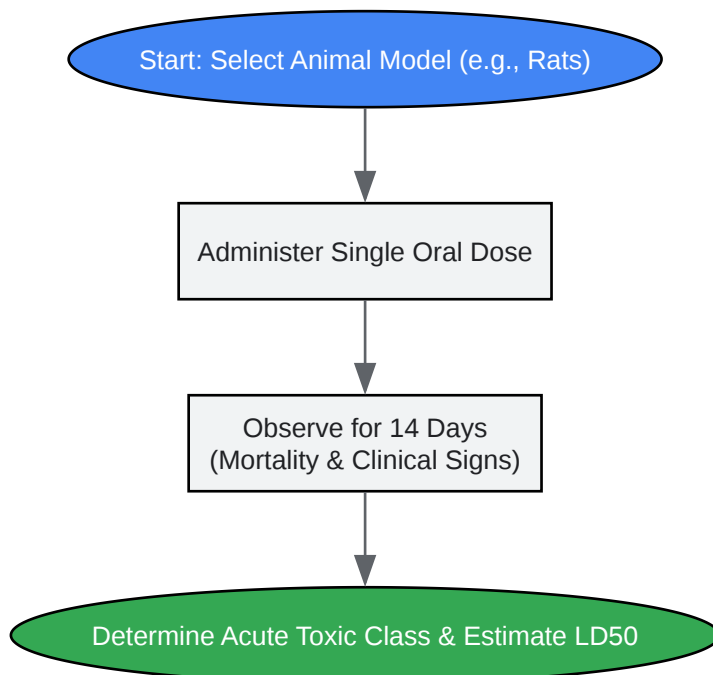 Start: Select Animal Model (e.g., Rats)
Administer Single Oral Dose
Observe for 14 Days
(Mortality & Clinical Signs)
Determine Acute Toxic Class & Estimate LD50